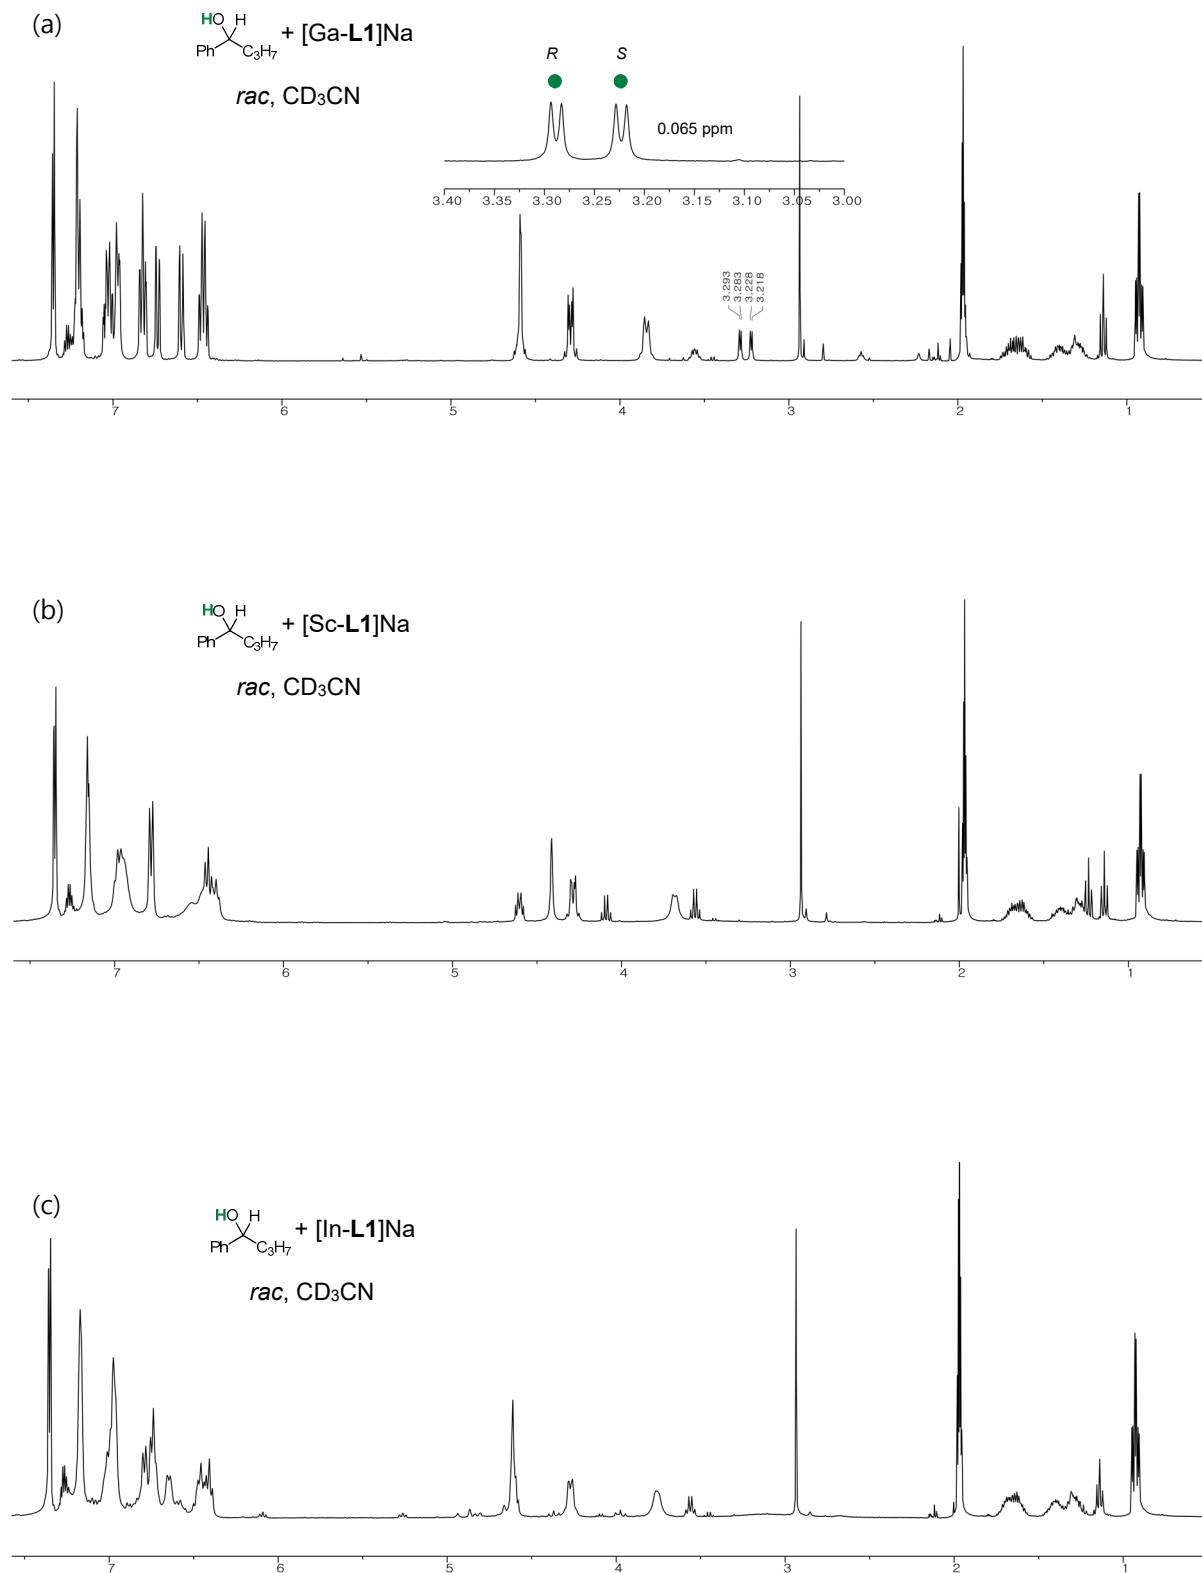 (a)
HO H
Ph C3H7
+ [Ga-L1]Na
rac, CD3CN
R S
0.065 ppm
3.40 3.35 3.30 3.25 3.20 3.15 3.10 3.05 3.00
3.293
3.283
3.228
3.218
7 6 5 4 3 2 1
(b)
HO H
Ph C3H7
+ [Sc-L1]Na
rac, CD3CN
7 6 5 4 3 2 1
(c)
HO H
Ph C3H7
+ [In-L1]Na
rac, CD3CN
7 6 5 4 3 2 1